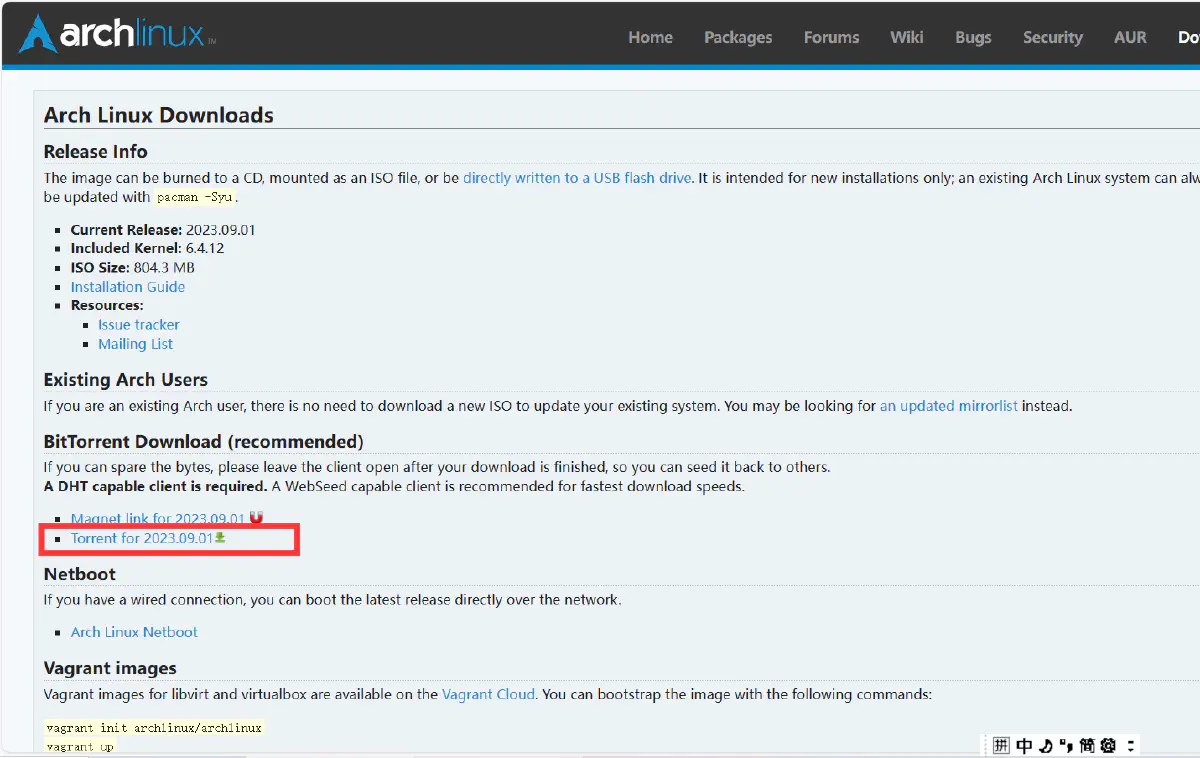 archlinux TM
Home Packages Forums Wiki Bugs Security AUR Do
Arch Linux Downloads
Release Info
The image can be burned to a CD, mounted as an ISO file, or be directly written to a USB flash drive. It is intended for new installations only; an existing Arch Linux system can alw
be updated with pacman -Syu.
Current Release: 2023.09.01
Included Kernel: 6.4.12
ISO Size: 804.3 MB
Installation Guide
Resources:
Issue tracker
Mailing List
Existing Arch Users
If you are an existing Arch user, there is no need to download a new ISO to update your existing system. You may be looking for an updated mirrorlist instead.
BitTorrent Download (recommended)
If you can spare the bytes, please leave the client open after your download is finished, so you can seed it back to others.
A DHT capable client is required. A WebSeed capable client is recommended for fastest download speeds.
Magnet link for 2023.09.01
Torrent for 2023.09.01
Netboot
If you have a wired connection, you can boot the latest release directly over the network.
Arch Linux Netboot
Vagrant images
Vagrant images for libvirt and virtualbox are available on the Vagrant Cloud. You can bootstrap the image with the following commands:
vagrant init archlinux/archlinux
vagrant up
拼 中 简